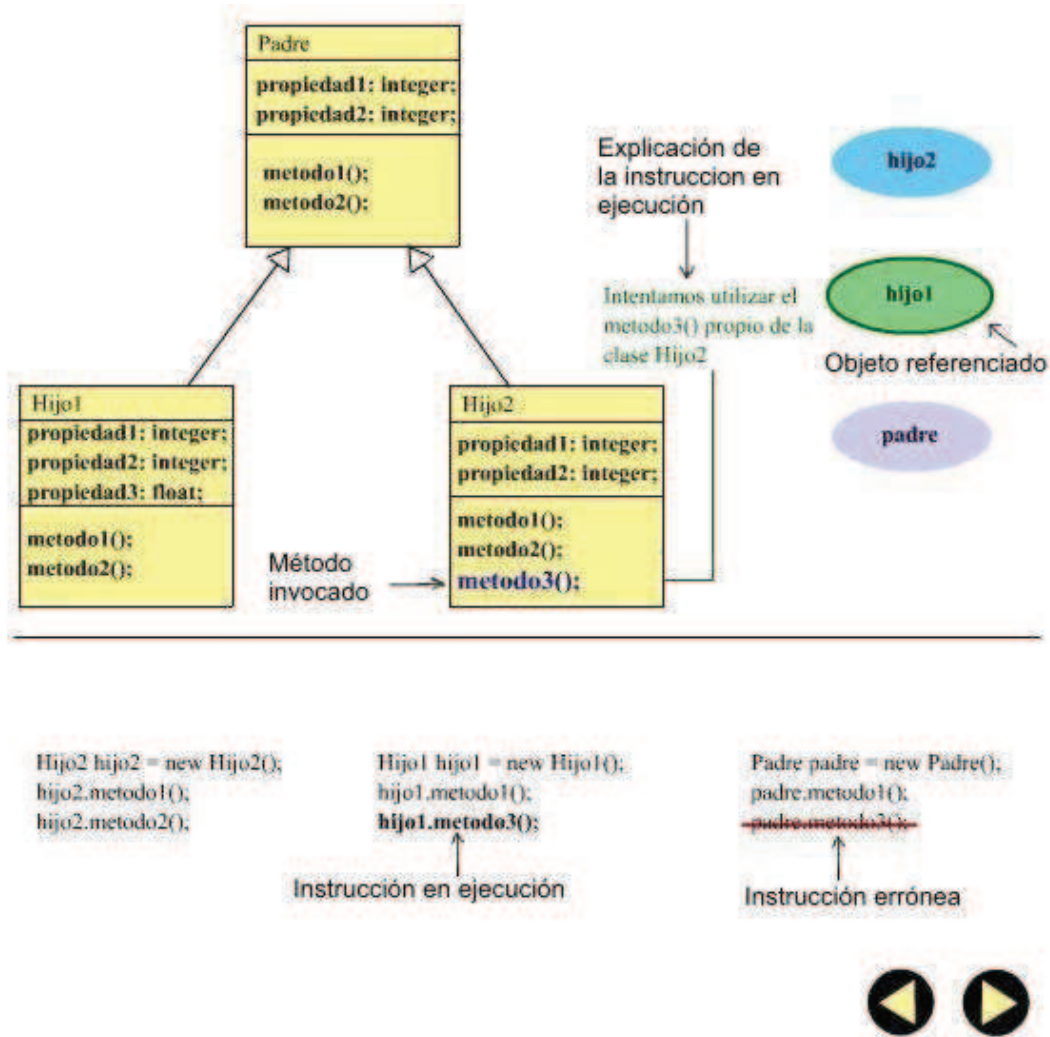 Padre
propiedad1: integer;
propiedad2: integer;
metodo1();
metodo2();
Explicación de
la instruccion en
ejecución
Intentamos utilizar el
metodo3() propio de la
clase Hijo2
hijo2
hijo1
Objeto referenciado
padre
Hijo1
propiedad1: integer;
propiedad2: integer;
propiedad3: float;
metodo1();
metodo2();
Hijo2
propiedad1: integer;
propiedad2: integer;
metodo1();
metodo2();
metodo3();
Método
invocado
Hijo2 hijo2 = new Hijo2();
hijo2.metodo1();
hijo2.metodo2();
Hijo1 hijo1 = new Hijo1();
hijo1.metodo1();
hijo1.metodo3();
Instrucción en ejecución
Padre padre = new Padre();
padre.metodo1();
padre.metodo3();
Instrucción errónea